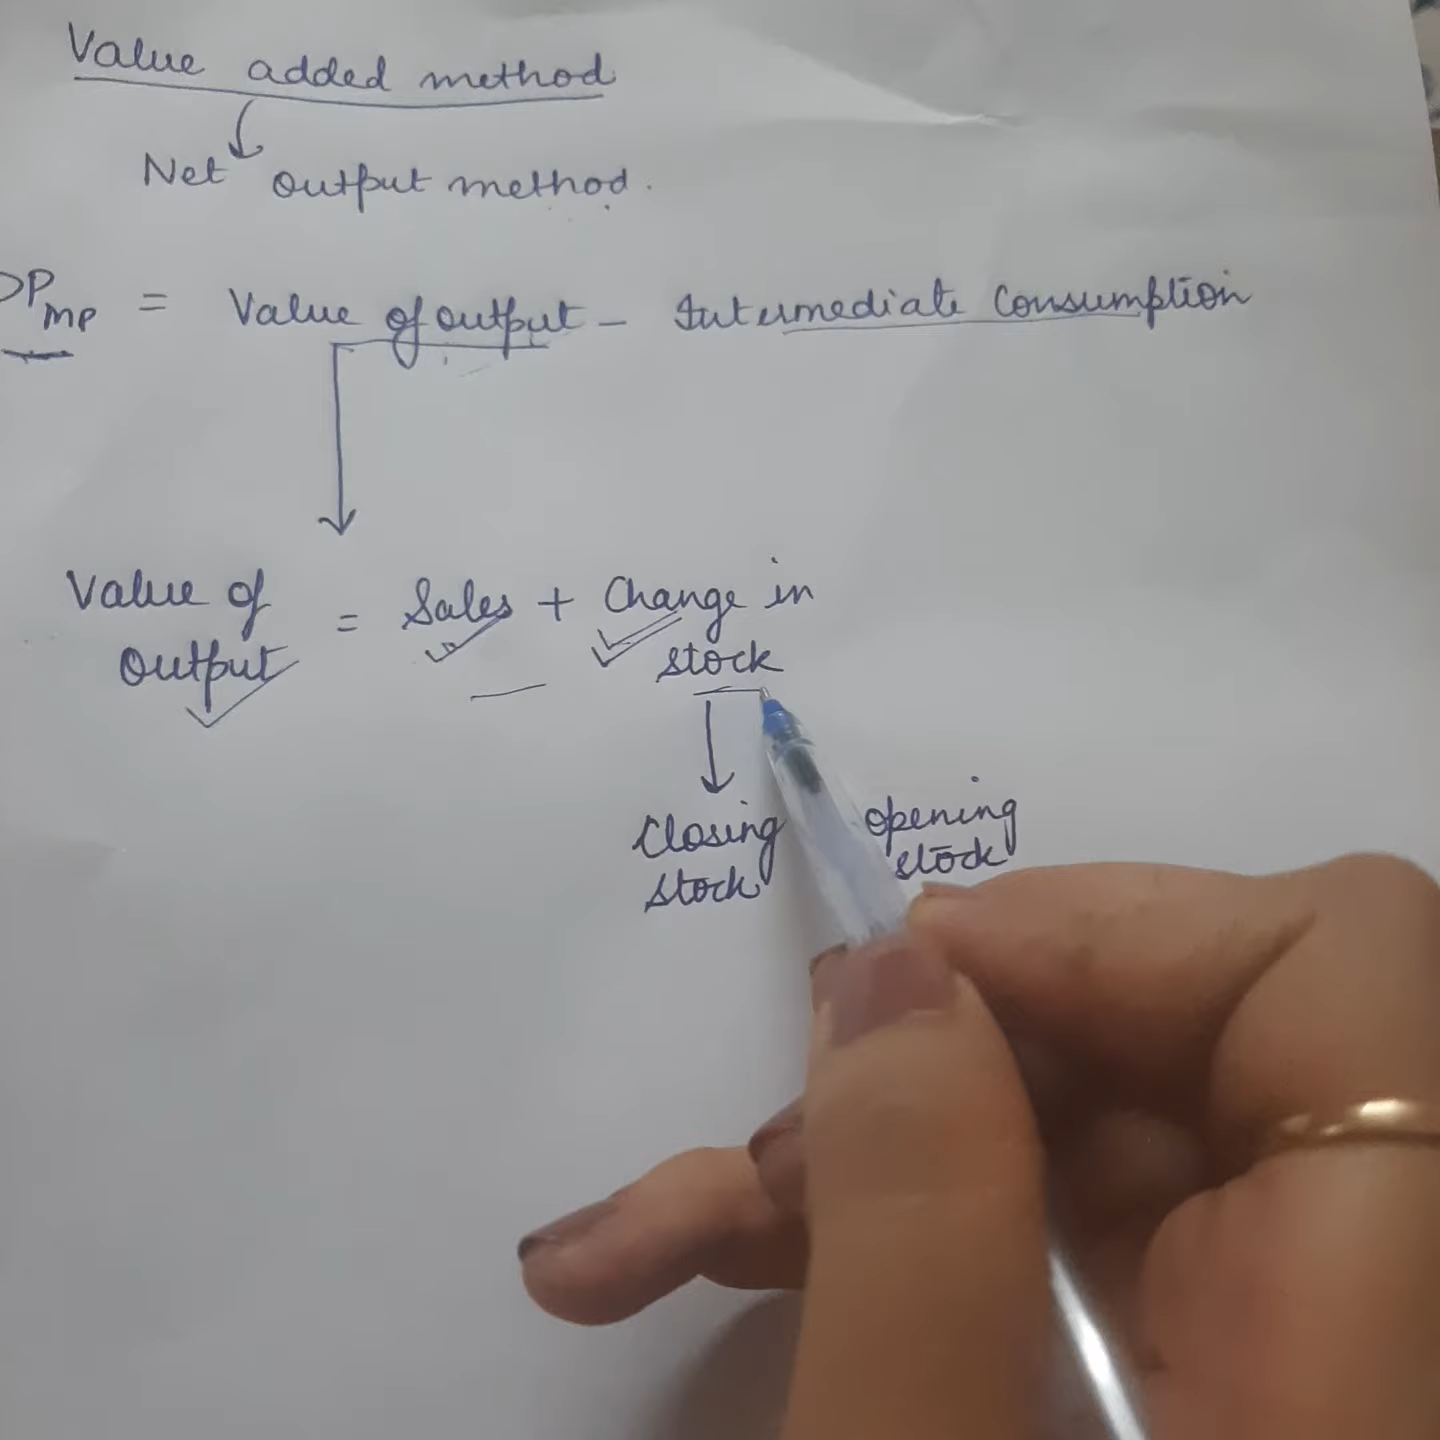 Value added method
Net output method.
DP MP = Value of output - Intermediate Consumption
Value of = Sales + Change in
output stock
Closing opening
stock stock